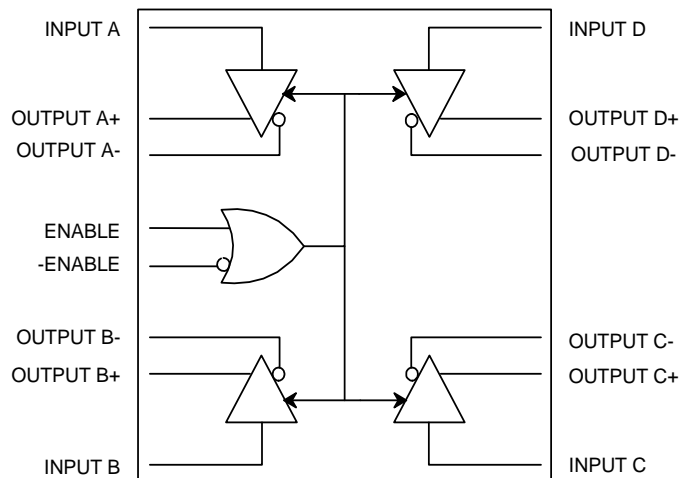 INPUT A
OUTPUT A+
OUTPUT A-
ENABLE
-ENABLE
OUTPUT B-
OUTPUT B+
INPUT B
INPUT D
OUTPUT D+
OUTPUT D-
OUTPUT C-
OUTPUT C+
INPUT C